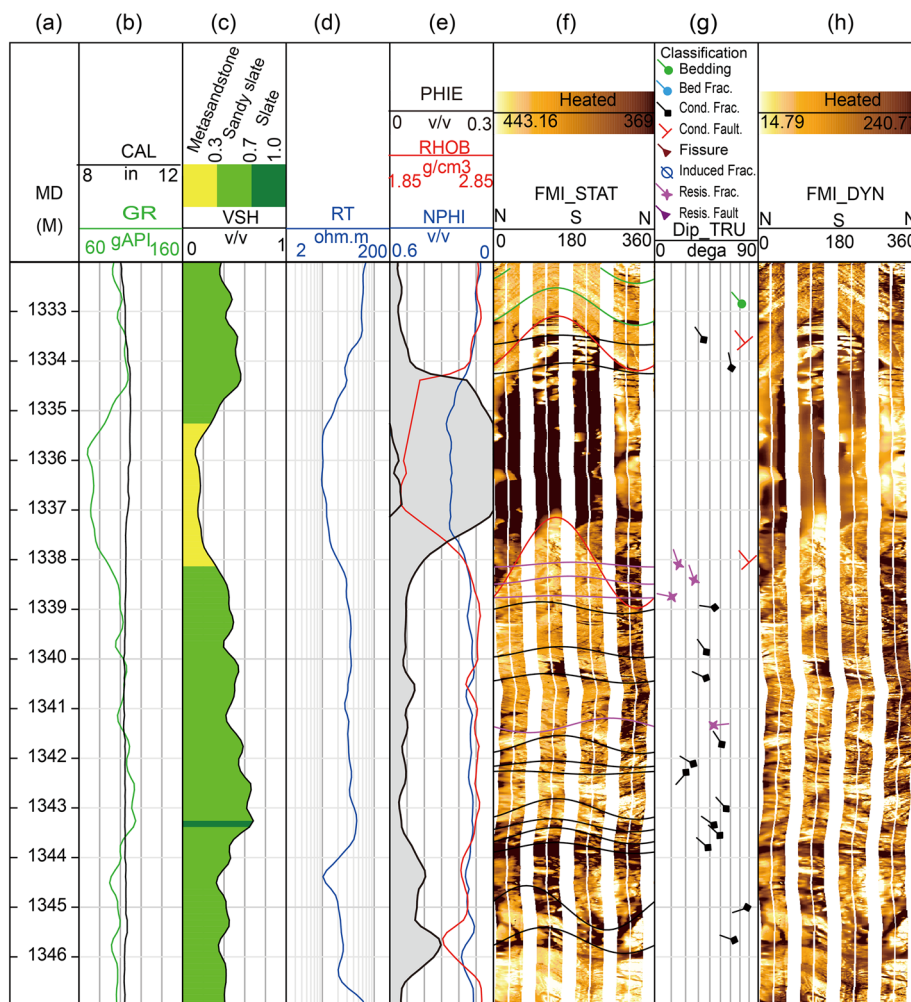 (a) (b) (c) (d) (e) (f) (g) (h)
MD
(M)
CAL
8 in 12
GR
60 gAPI 160
Metasandstone
0.3
Sandy slate
0.7
Slate
1.0
VSH
0 v/v 1
RT
ohm.m
2 200
PHIE
0 v/v 0.3
RHOB
g/cm3
1.85 2.85
NPHI
v/v
0.6 0
Heated
443.16 369
FMI_STAT
N S N
0 180 360
Classification
Bedding
Bed Frac.
Cond. Frac.
Cond. Fault.
Fissure
Induced Frac.
Resis. Frac.
Resis. Fault
Dip_TRU
0 dega 90
Heated
14.79 240.77
FMI_DYN
N S N
0 180 360
1333
1334
1335
1336
1337
1338
1339
1340
1341
1342
1343
1344
1345
1346